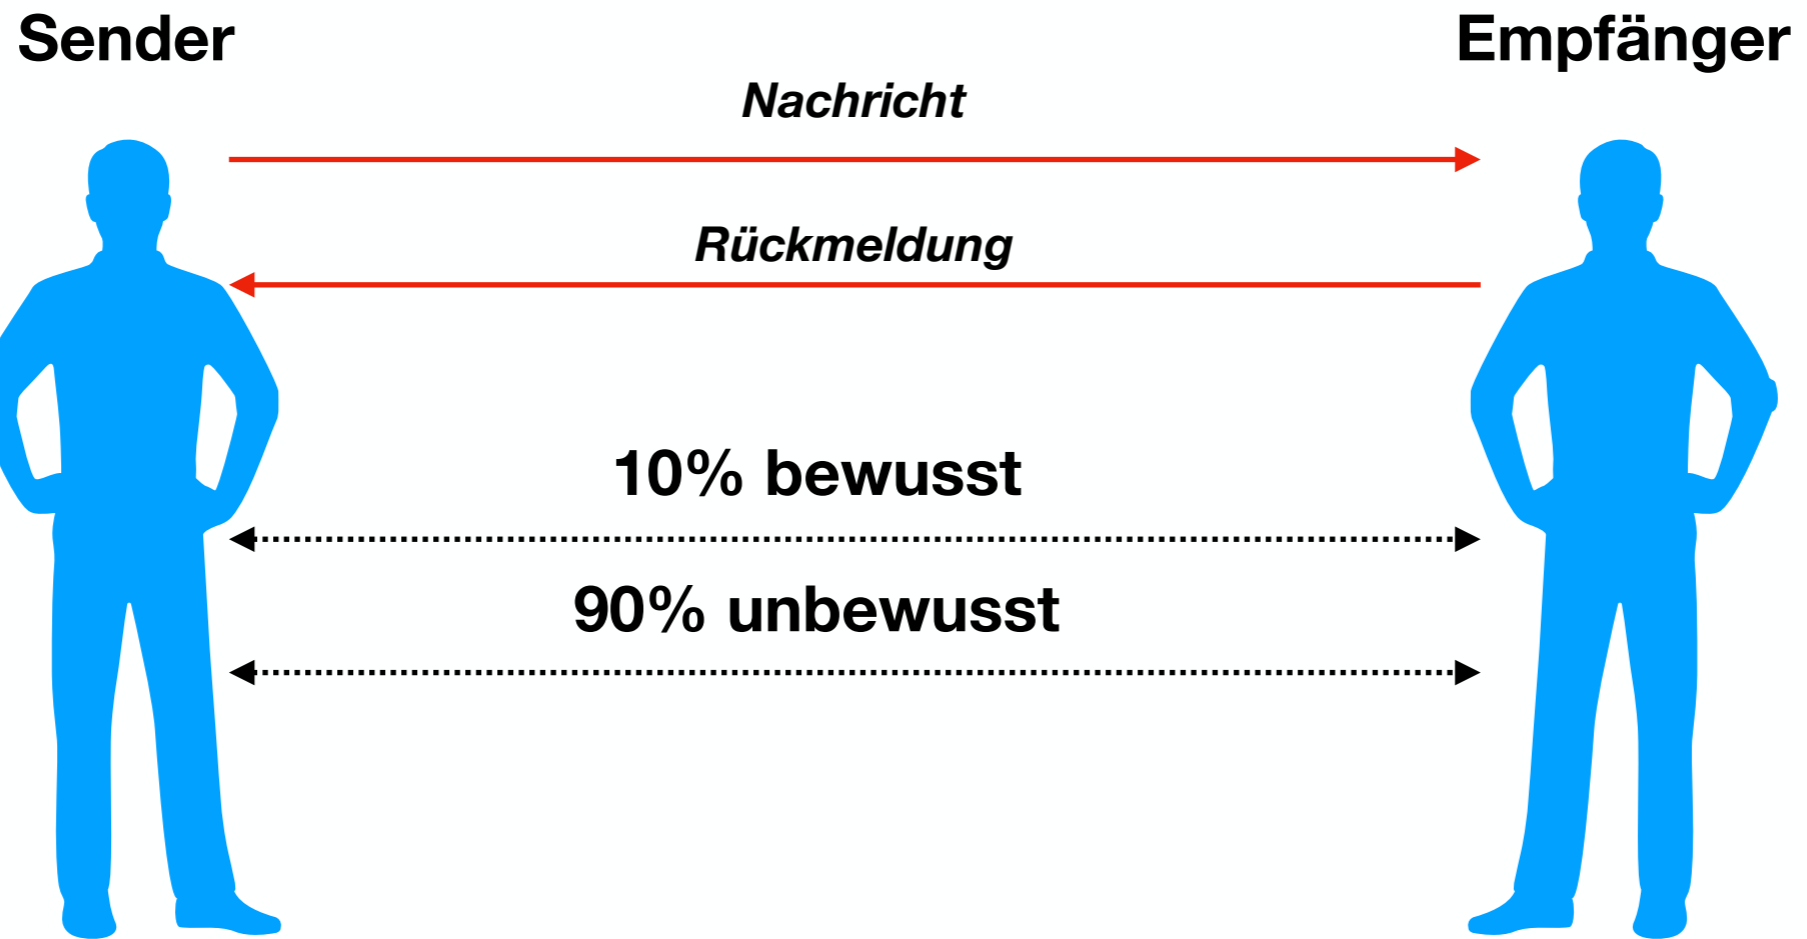 Sender
Empfänger
Nachricht
Rückmeldung
10% bewusst
90% unbewusst